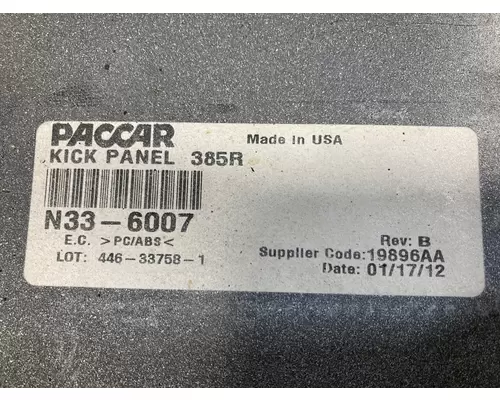 PACCAR
Made in USA
KICK PANEL 385R
N33-6007
E.C. >PC/ABS<
LOT: 446-33758-1
Rev: B
Supplier Code:19896AA
Date: 01/17/12